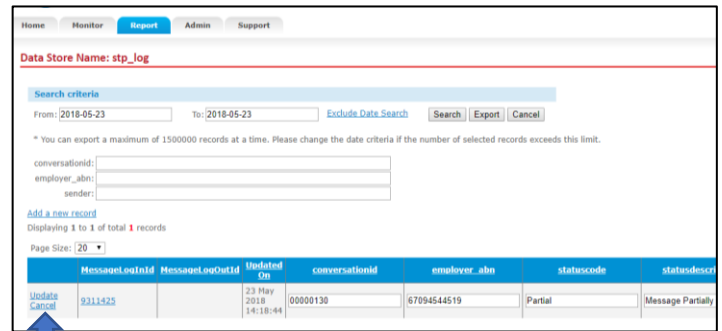 Home Monitor Report Admin Support
Data Store Name: stp_log
Search criteria
From: 2018-05-23 To: 2018-05-23 Exclude Date Search Search Export Cancel
* You can export a maximum of 1500000 records at a time. Please change the date criteria if the number of selected records exceeds this limit.
conversationid:
employer_abn:
sender:
Add a new record
Displaying 1 to 1 of total 1 records
Page Size: 20
MessageLogInId MessageLogOutId Updated On conversationid employer_abn statuscode statusdescri
Update Cancel 9311425 23 May 2018 14:18:44 00000130 67094544519 Partial Message Partially